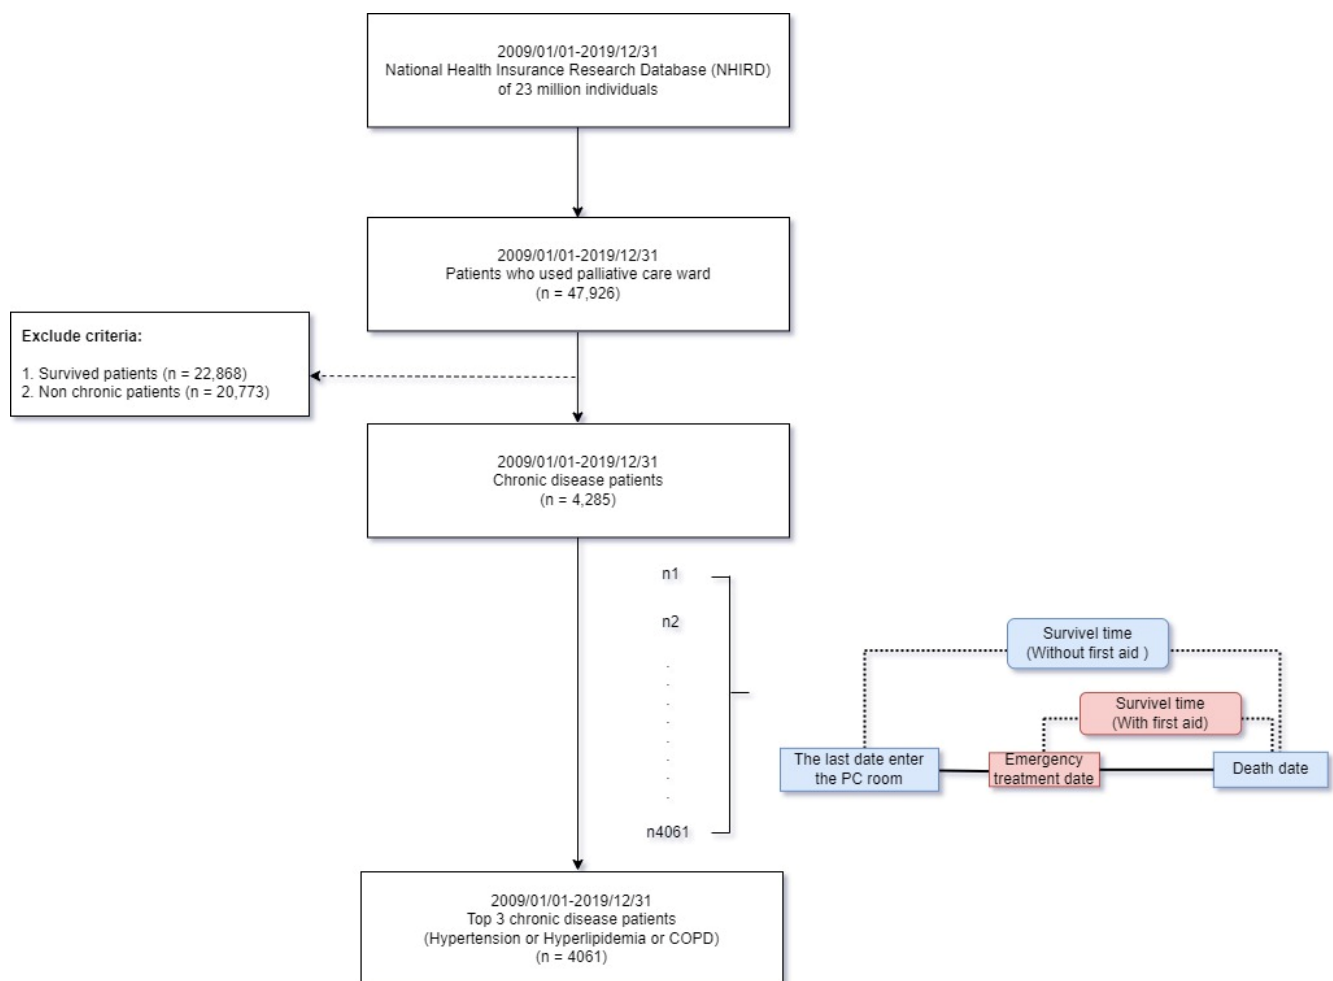 2009/01/01-2019/12/31
National Health Insurance Research Database (NHIRD)
of 23 million individuals
2009/01/01-2019/12/31
Patients who used palliative care ward
(n = 47,926)
Exclude criteria:
1. Survived patients (n = 22,868)
2. Non chronic patients (n = 20,773)
2009/01/01-2019/12/31
Chronic disease patients
(n = 4,285)
n1
n2
.
.
.
.
.
.
.
.
n4061
Survivel time
(Without first aid )
Survivel time
(With first aid)
The last date enter
the PC room
Emergency
treatment date
Death date
2009/01/01-2019/12/31
Top 3 chronic disease patients
(Hypertension or Hyperlipidemia or COPD)
(n = 4061)